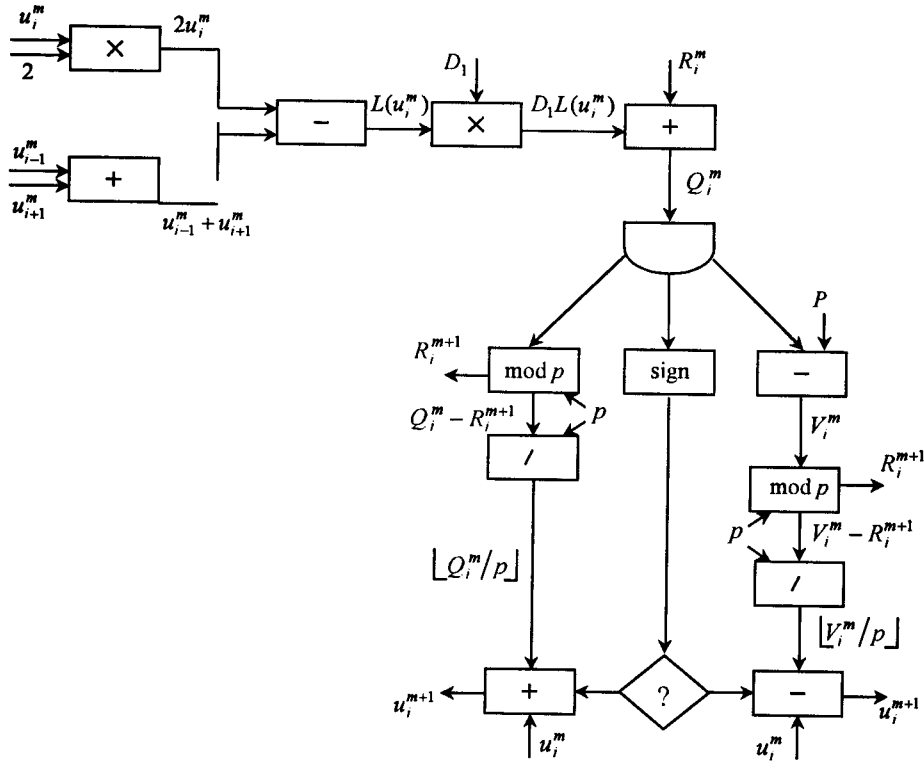 u_i^m
2
×
2u_i^m
u_{i-1}^m
u_{i+1}^m
+
u_{i-1}^m + u_{i+1}^m
−
L(u_i^m)
D_1
×
D_1L(u_i^m)
R_i^m
+
Q_i^m
P
R_i^{m+1}
mod p
sign
−
Q_i^m − R_i^{m+1}
p
V_i^m
/
mod p
R_i^{m+1}
p
V_i^m − R_i^{m+1}
⌊Q_i^m/p⌋
/
⌊V_i^m/p⌋
u_i^{m+1}
+
?
−
u_i^{m+1}
u_i^m
u_i^m